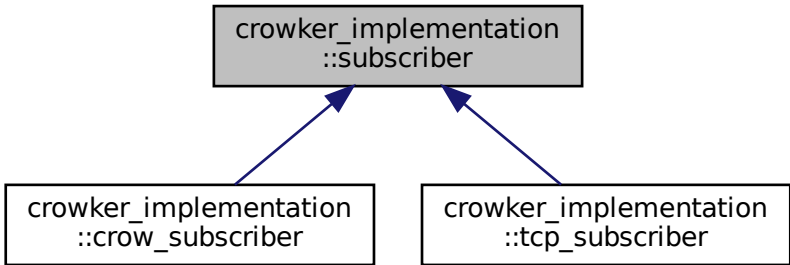 crowker_implementation
::subscriber
crowker_implementation
::crow_subscriber
crowker_implementation
::tcp_subscriber